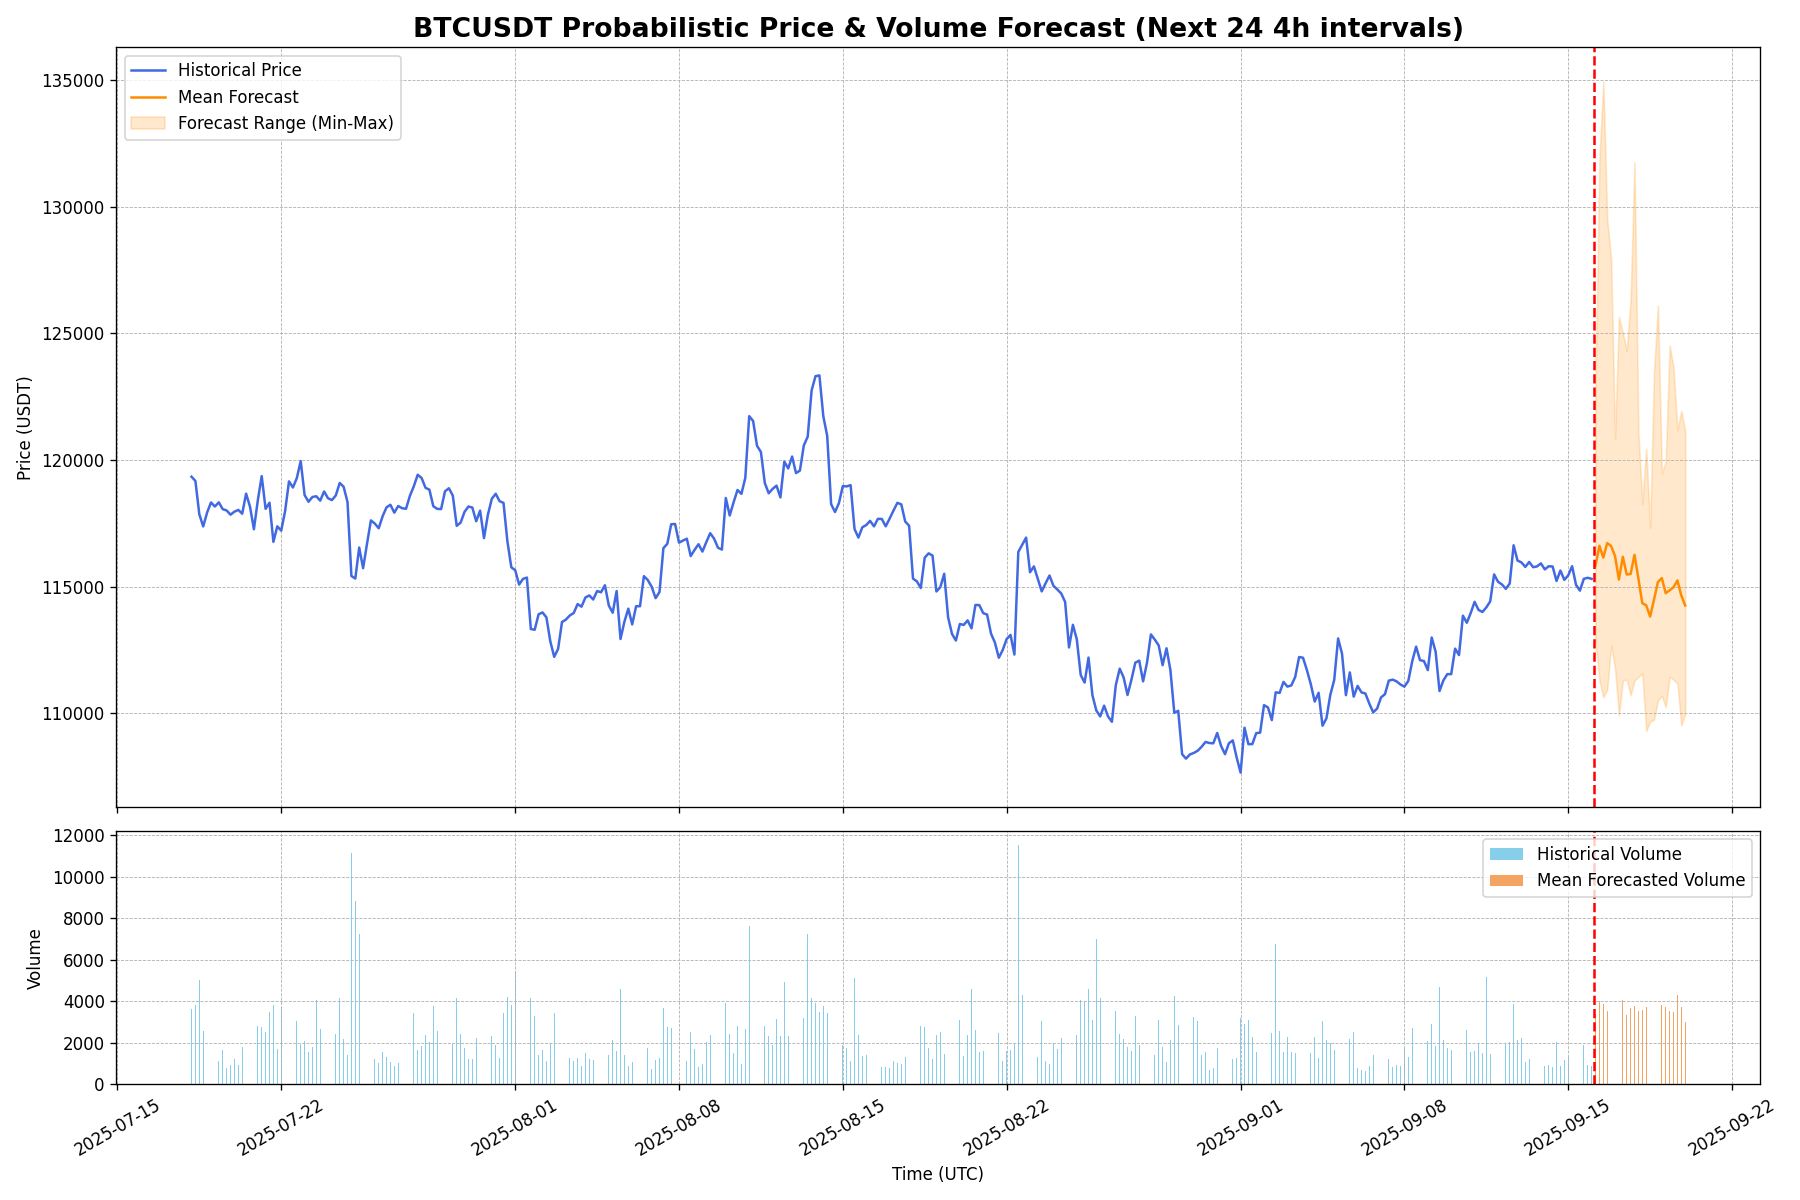 BTCUSDT Probabilistic Price & Volume Forecast (Next 24 4h intervals)
Historical Price
Mean Forecast
Forecast Range (Min-Max)
135000
130000
125000
120000
115000
110000
Price (USDT)
Historical Volume
Mean Forecasted Volume
12000
10000
8000
6000
4000
2000
0
Volume
2025-07-15
2025-07-22
2025-08-01
2025-08-08
2025-08-15
2025-08-22
2025-09-01
2025-09-08
2025-09-15
2025-09-22
Time (UTC)